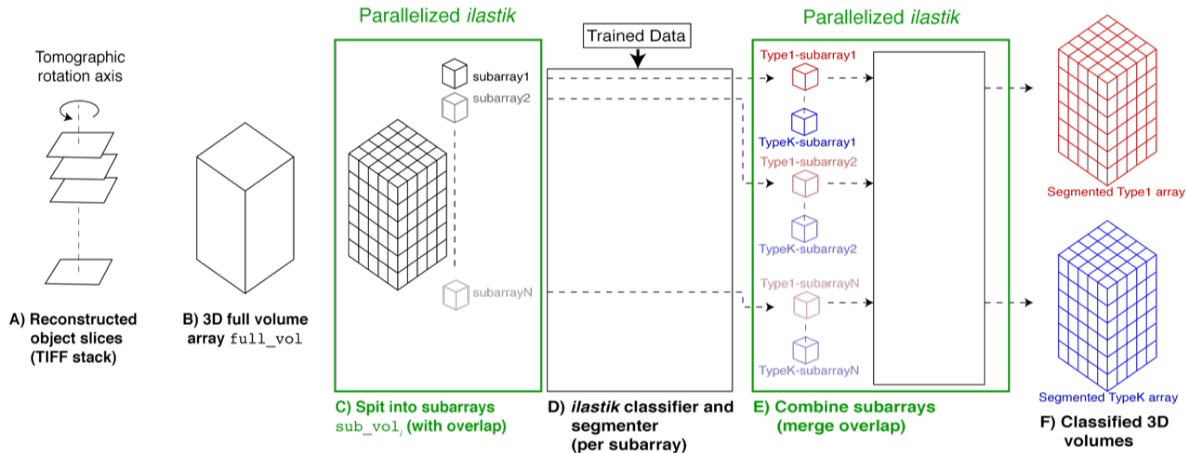 Parallelized ilastik
Parallelized ilastik
Tomographic
rotation axis
Trained Data
subarray1
subarray2
subarrayN
Type1-subarray1
TypeK-subarray1
Type1-subarray2
TypeK-subarray2
Type1-subarrayN
TypeK-subarrayN
Segmented Type1 array
Segmented TypeK array
A) Reconstructed
object slices
(TIFF stack)
B) 3D full volume
array full_vol
C) Spit into subarrays
sub_vol_i (with overlap)
D) ilastik classifier and
segmenter
(per subarray)
E) Combine subarrays
(merge overlap)
F) Classified 3D
volumes